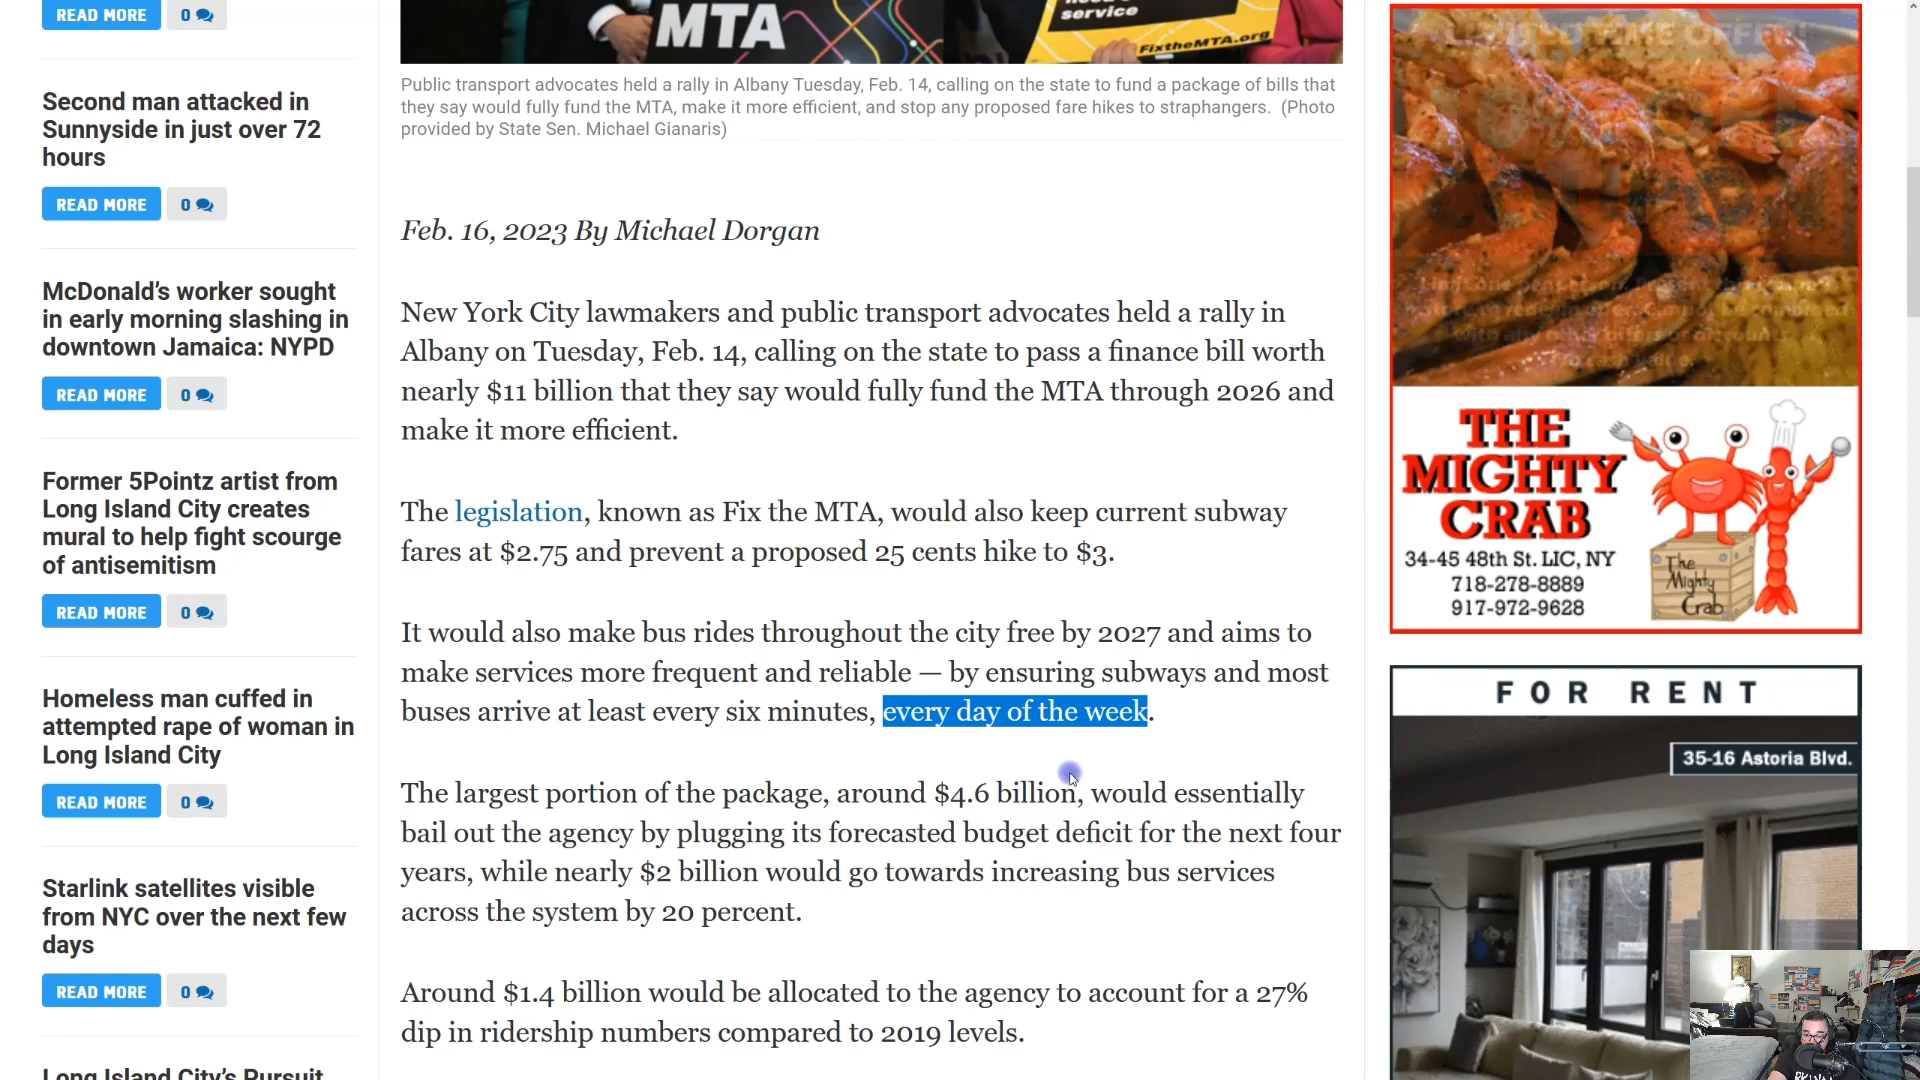 READ MORE
0
Second man attacked in
Sunnyside in just over 72
hours
READ MORE
0
McDonald’s worker sought
in early morning slashing in
downtown Jamaica: NYPD
READ MORE
0
Former 5Pointz artist from
Long Island City creates
mural to help fight scourge
of antisemitism
READ MORE
0
Homeless man cuffed in
attempted rape of woman in
Long Island City
READ MORE
0
Starlink satellites visible
from NYC over the next few
days
READ MORE
0
Long Island City’s Pursuit
MTA
service
FixtheMTA.org
Public transport advocates held a rally in Albany Tuesday, Feb. 14, calling on the state to fund a package of bills that
they say would fully fund the MTA, make it more efficient, and stop any proposed fare hikes to straphangers. (Photo
provided by State Sen. Michael Gianaris)
Feb. 16, 2023 By Michael Dorgan
New York City lawmakers and public transport advocates held a rally in
Albany on Tuesday, Feb. 14, calling on the state to pass a finance bill worth
nearly $11 billion that they say would fully fund the MTA through 2026 and
make it more efficient.
The legislation, known as Fix the MTA, would also keep current subway
fares at $2.75 and prevent a proposed 25 cents hike to $3.
It would also make bus rides throughout the city free by 2027 and aims to
make services more frequent and reliable — by ensuring subways and most
buses arrive at least every six minutes, every day of the week.
The largest portion of the package, around $4.6 billion, would essentially
bail out the agency by plugging its forecasted budget deficit for the next four
years, while nearly $2 billion would go towards increasing bus services
across the system by 20 percent.
Around $1.4 billion would be allocated to the agency to account for a 27%
dip in ridership numbers compared to 2019 levels.
LIMITED TIME OFFER!
THE
MIGHTY
CRAB
34-45 48th St. LIC, NY
718-278-8889
917-972-9628
The
Mighty
Crab
FOR RENT
35-16 Astoria Blvd.